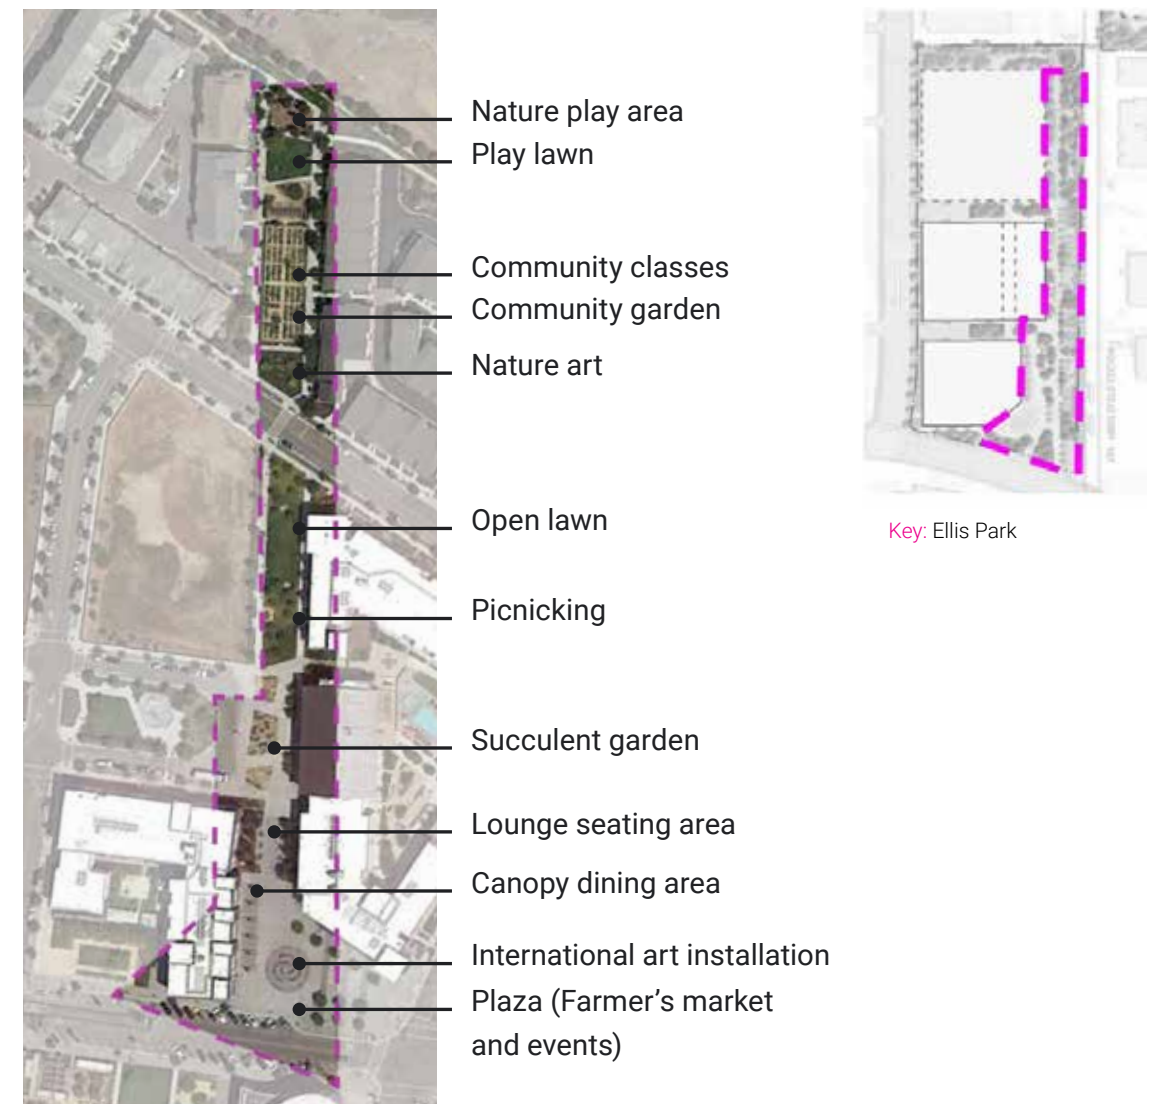 Nature play area
Play lawn
Community classes
Community garden
Nature art
Open lawn
Picnicking
Succulent garden
Lounge seating area
Canopy dining area
International art installation
Plaza (Farmer's market
and events)
Key: Ellis Park